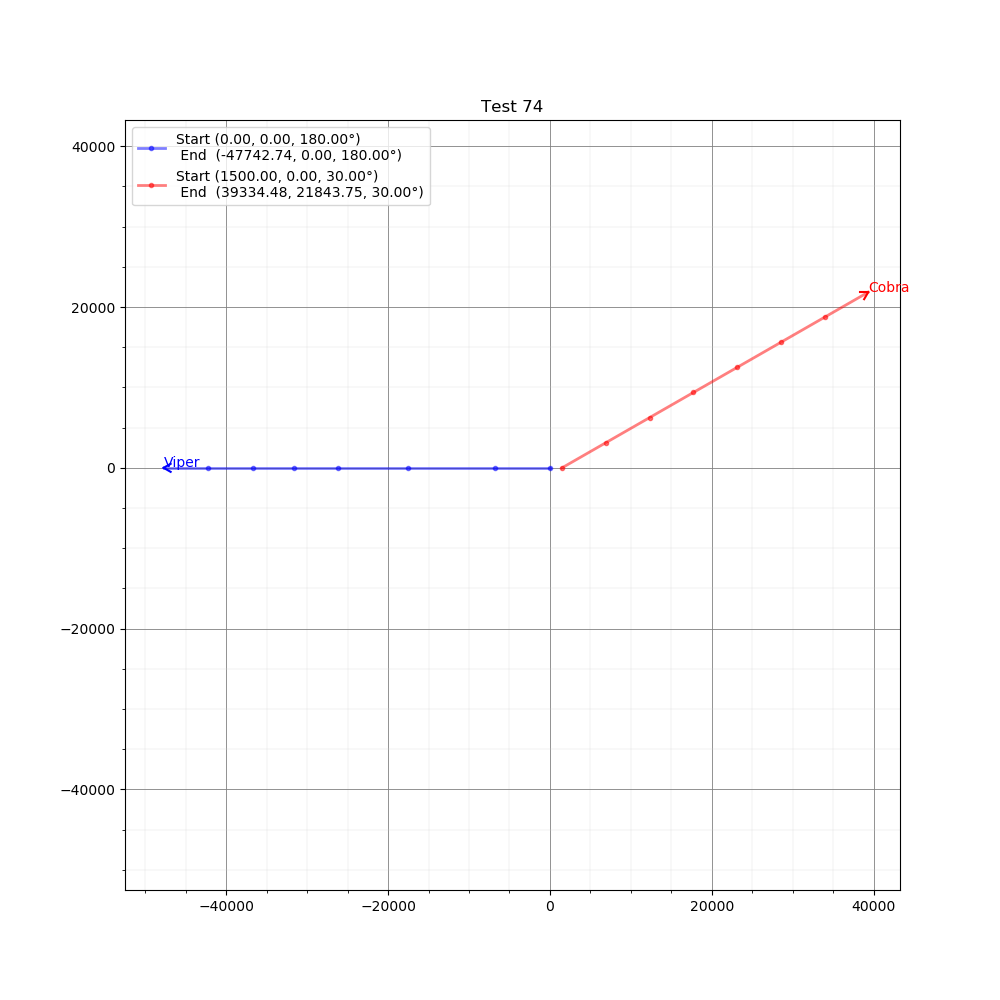 Test 74
Start (0.00, 0.00, 180.00°)
End  (-47742.74, 0.00, 180.00°)
Start (1500.00, 0.00, 30.00°)
End  (39334.48, 21843.75, 30.00°)
40000
20000
0
−20000
−40000
Cobra
Viper
−40000
−20000
0
20000
40000